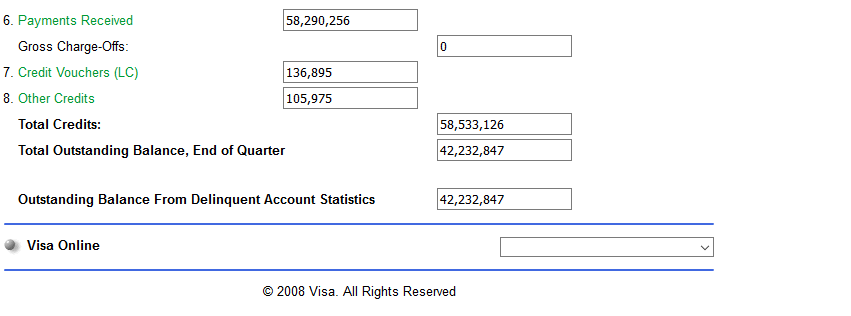 6. Payments Received 58,290,256
Gross Charge-Offs: 0
7. Credit Vouchers (LC) 136,895
8. Other Credits 105,975
Total Credits: 58,533,126
Total Outstanding Balance, End of Quarter 42,232,847
Outstanding Balance From Delinquent Account Statistics 42,232,847
Visa Online
© 2008 Visa. All Rights Reserved